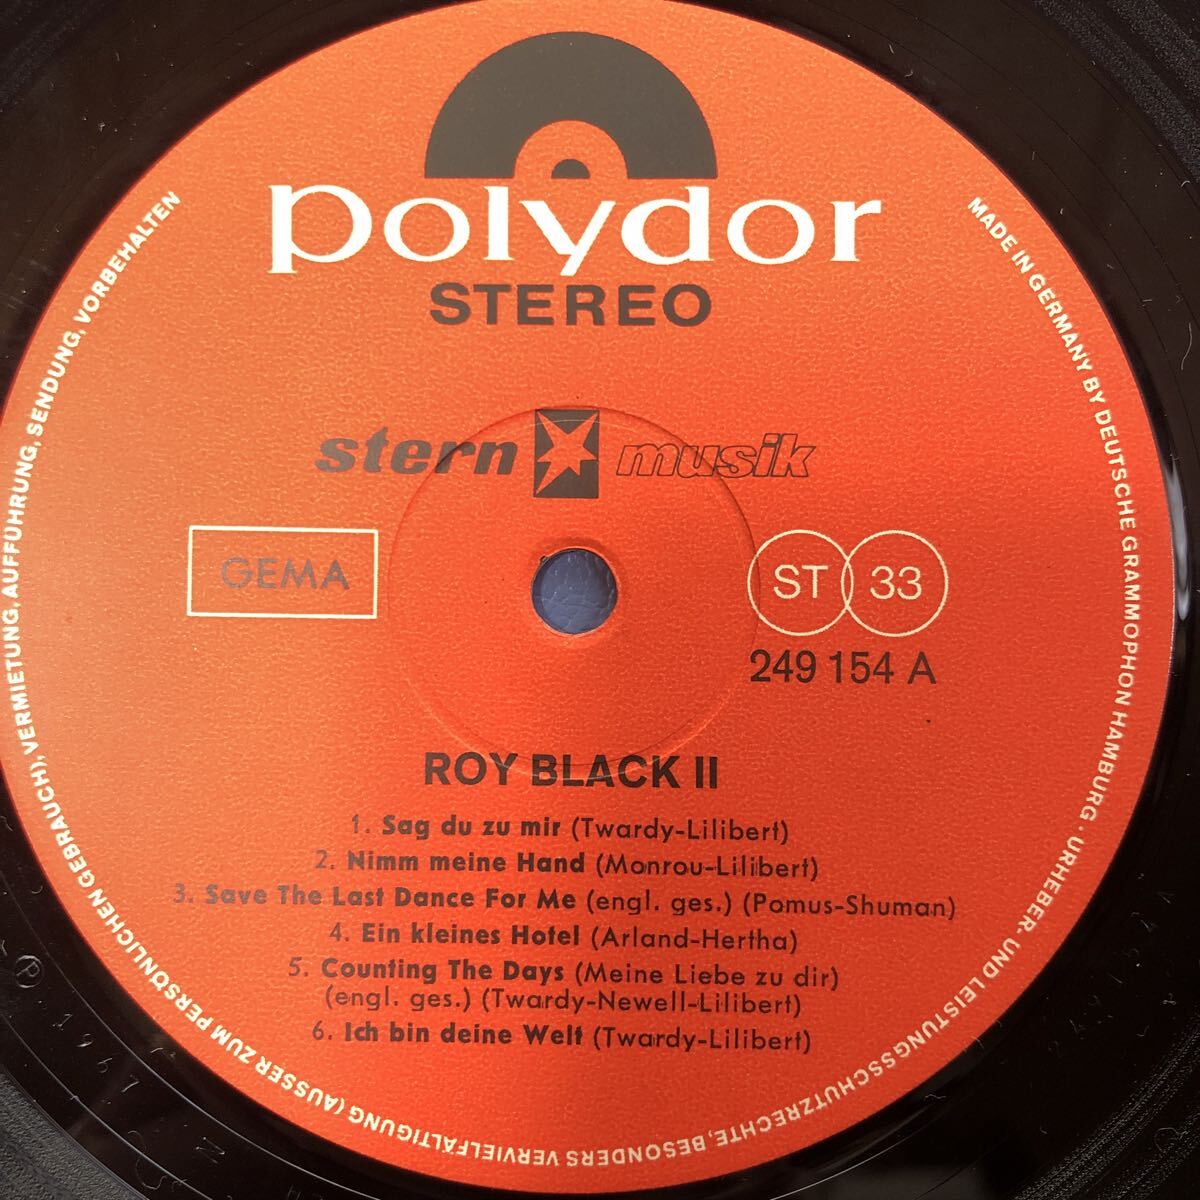 polydor
STEREO
stern musik
GEMA
ST 33
249 154 A
ROY BLACK II
1. Sag du zu mir (Twardy-Lilibert)
2. Nimm meine Hand (Monrou-Lilibert)
3. Save The Last Dance For Me (engl. ges.) (Pomus-Shuman)
4. Ein kleines Hotel (Arland-Hertha)
5. Counting The Days (Meine Liebe zu dir)
(engl. ges.) (Twardy-Newell-Lilibert)
6. Ich bin deine Welt (Twardy-Lilibert)
MADE IN GERMANY BY DEUTSCHE GRAMMOPHON HAMBURG · URHEBER- UND LEISTUNGSSCHUTZRECHTE, BESONDERS VERVIELFÄLTIGUNG (AUSSER ZUM PERSÖNLICHEN GEBRAUCH), VERMIETUNG, AUFFÜHRUNG, SENDUNG, VORBEHALTEN
℗ 1967